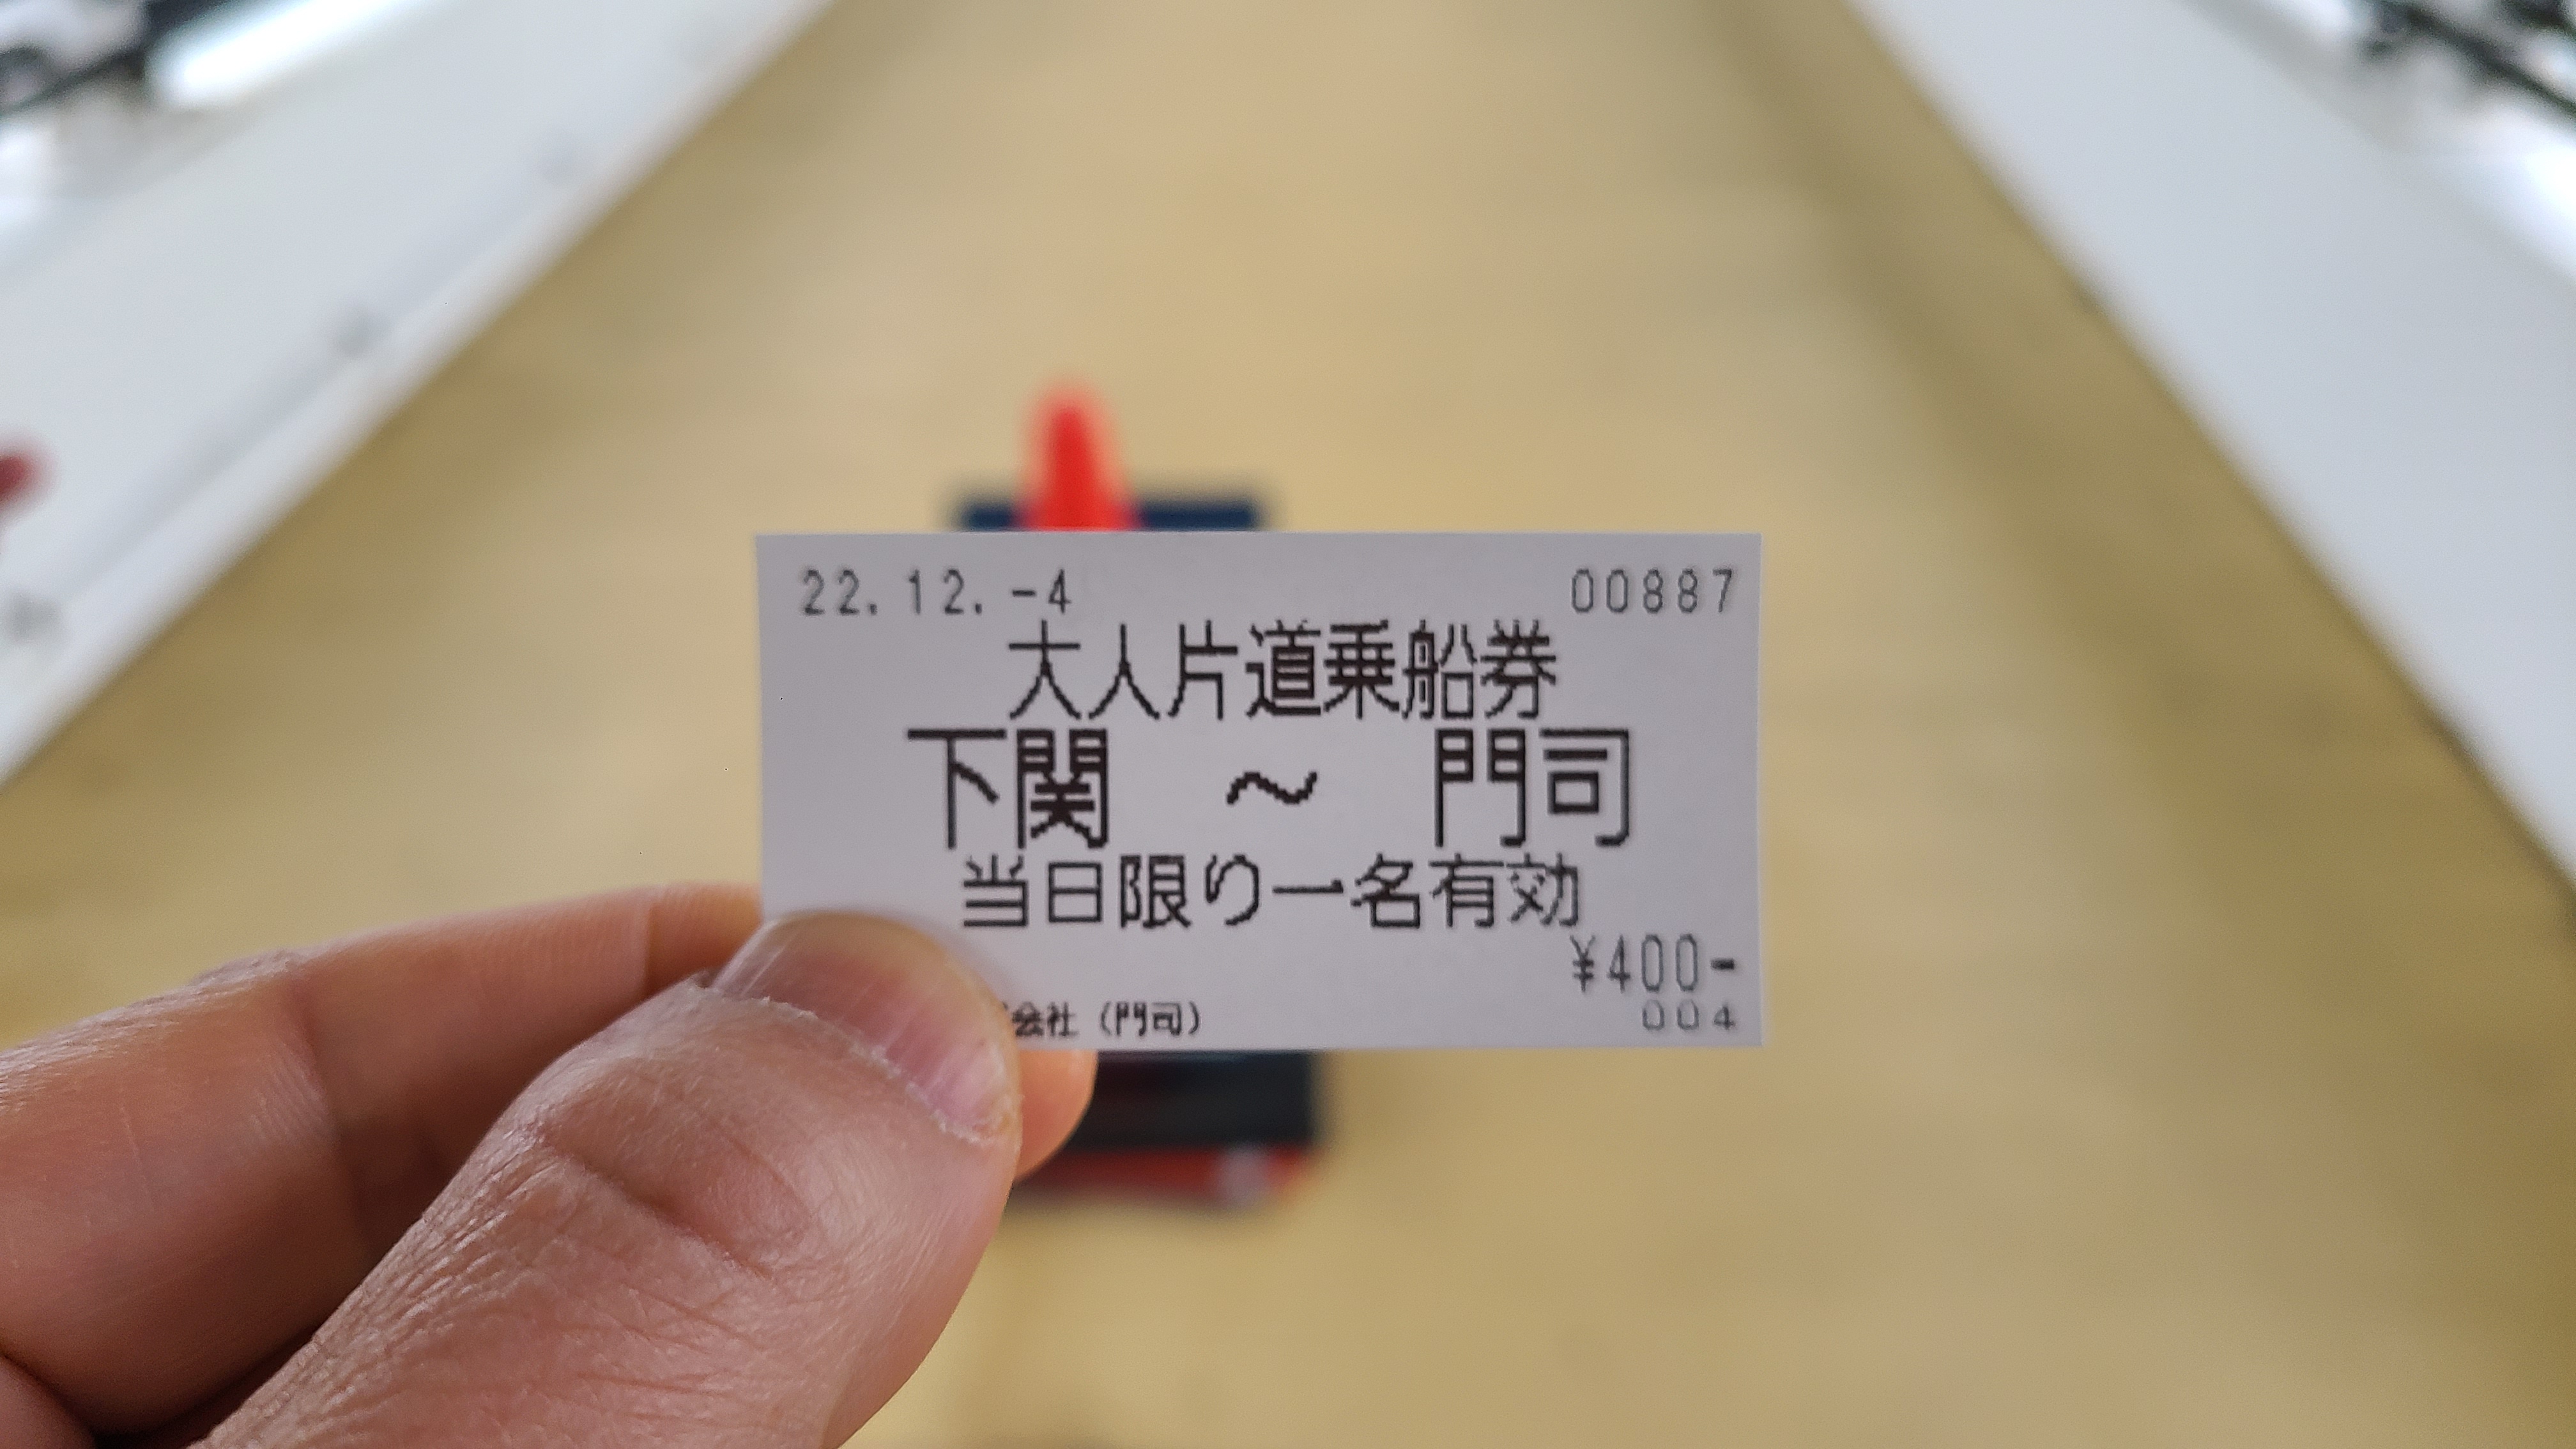 22.12.-4 00887
大人片道乗船券
下関 ～ 門司
当日限り一名有効
¥400-
会社（門司） 004